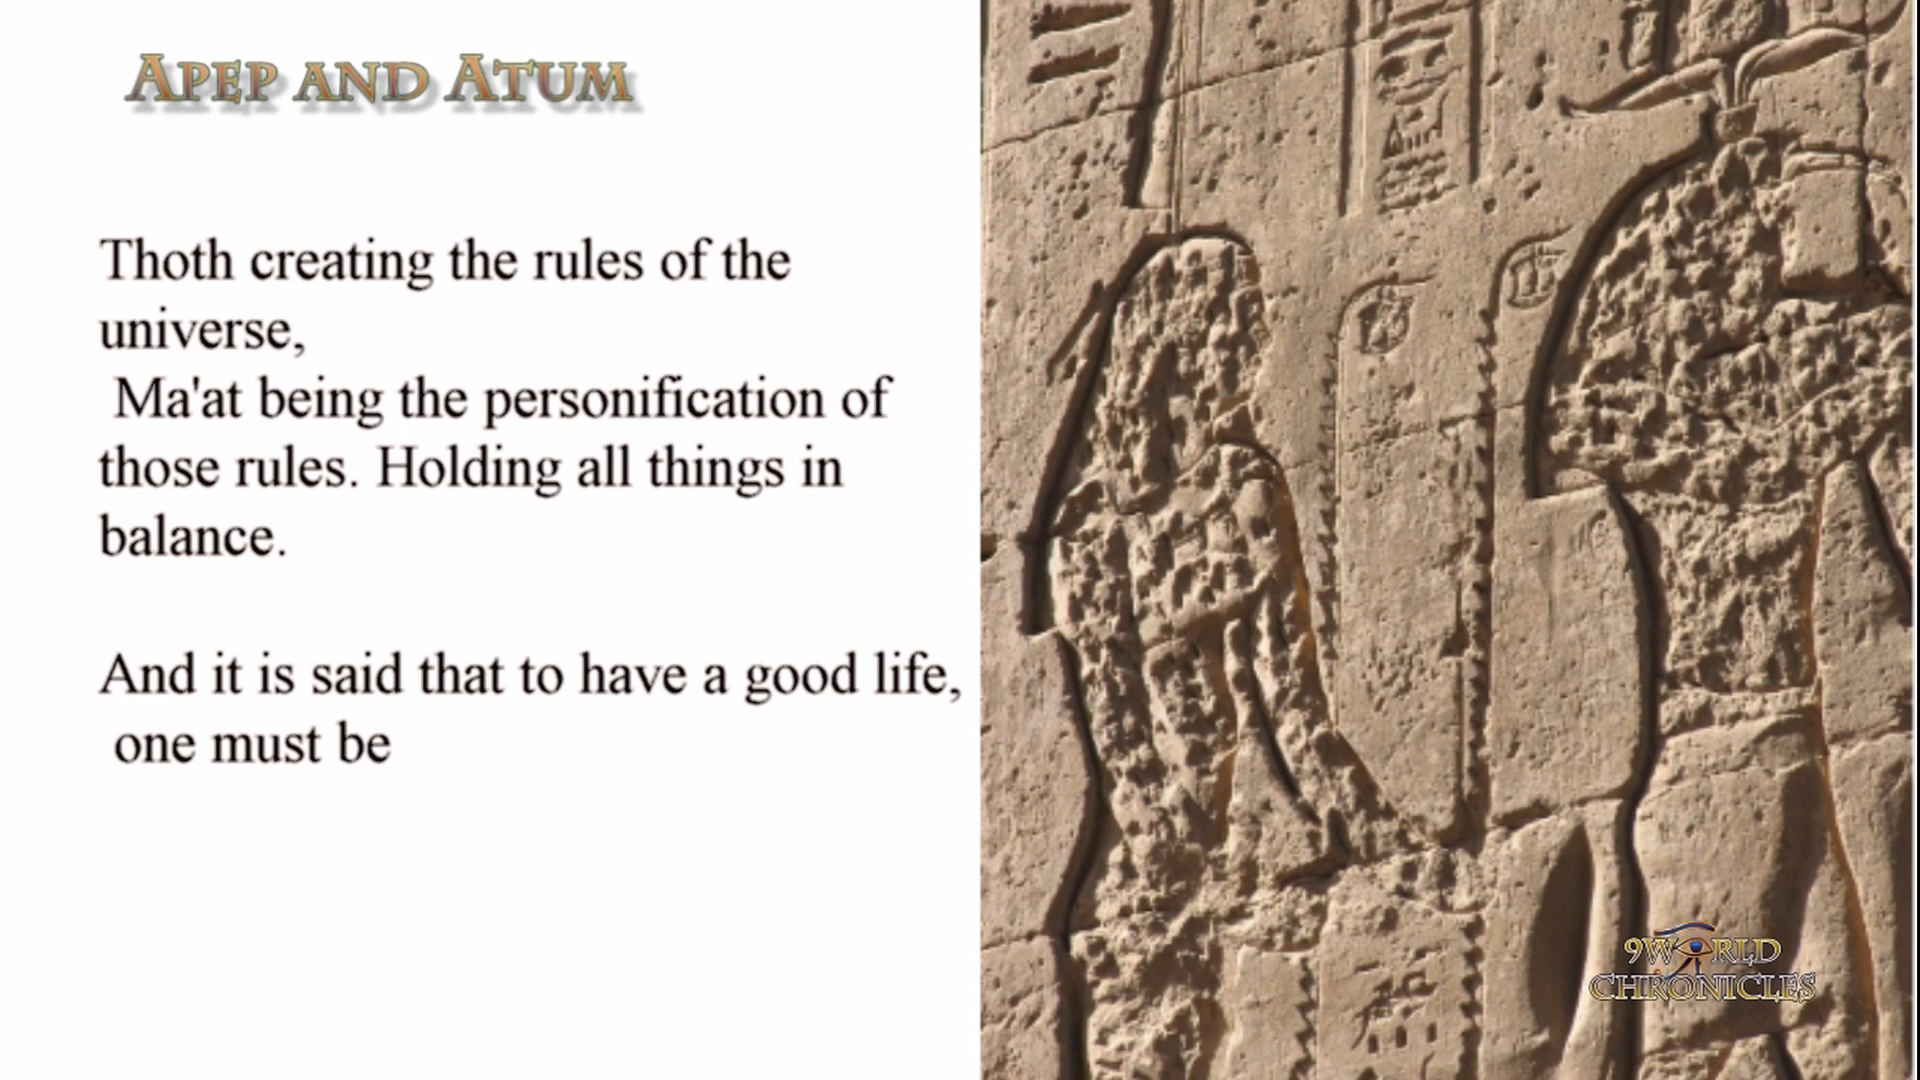 Apep and Atum
Thoth creating the rules of the
universe,
Ma'at being the personification of
those rules. Holding all things in
balance.
And it is said that to have a good life,
one must be
9WORLD
CHRONICLES